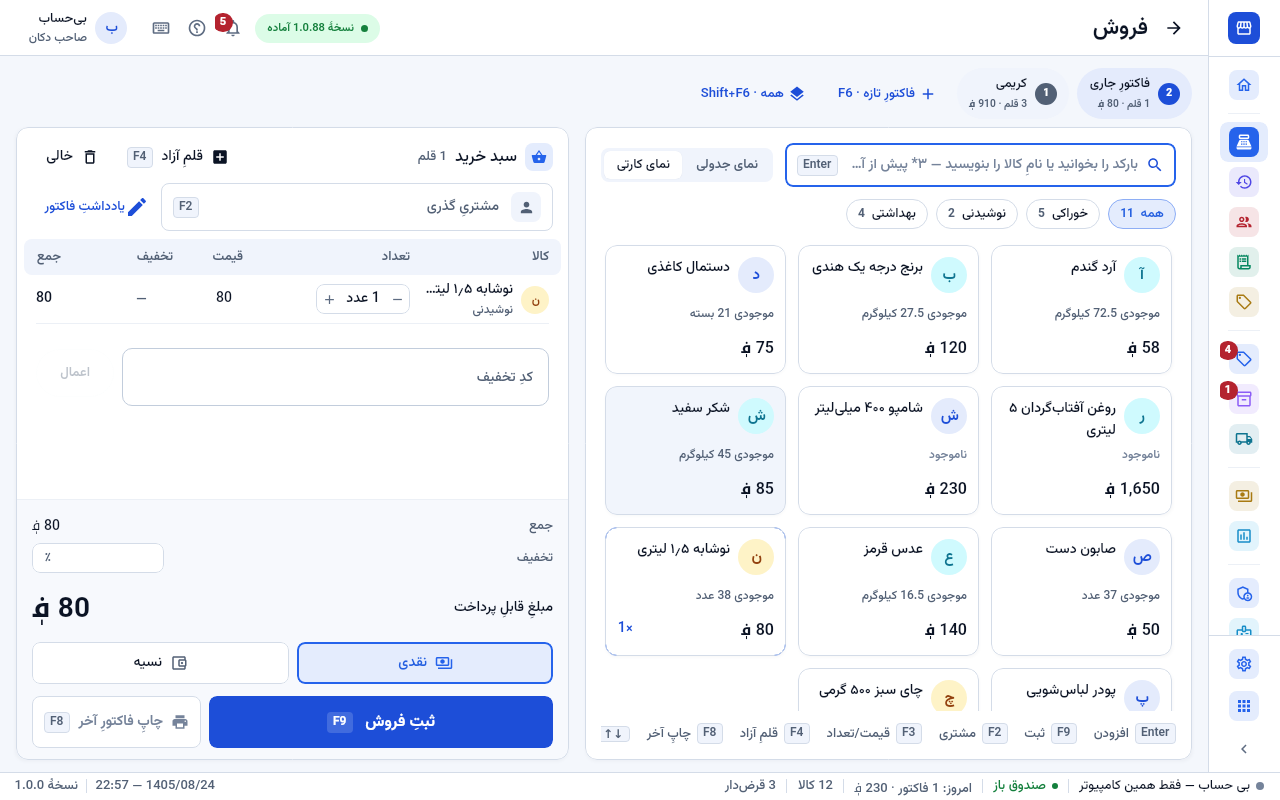 فروش
نسخهٔ 1.0.88 آماده
5
بی‌حساب
صاحب دکان
ب
2
فاکتورِ جاری
1 قلم · 80 ؋
1
کریمی
3 قلم · 910 ؋
فاکتورِ تازه · F6
همه · Shift+F6
بارکد را بخوانید یا نامِ کالا را بنویسید — ۳* پیش از آ...
Enter
نمای جدولی
نمای کارتی
همه 11
خوراکی 5
نوشیدنی 2
بهداشتی 4
آ
آرد گندم
موجودی 72.5 کیلوگرم
58 ؋
ب
برنج درجه یک هندی
موجودی 27.5 کیلوگرم
120 ؋
د
دستمال کاغذی
موجودی 21 بسته
75 ؋
ر
روغن آفتاب‌گردان ۵ لیتری
ناموجود
1,650 ؋
ش
شامپو ۴۰۰ میلی‌لیتر
ناموجود
230 ؋
ش
شکر سفید
موجودی 45 کیلوگرم
85 ؋
ص
صابون دست
موجودی 37 عدد
50 ؋
ع
عدس قرمز
موجودی 16.5 کیلوگرم
140 ؋
ن
نوشابه ۱٫۵ لیتری
موجودی 38 عدد
80 ؋
1×
پ
پودر لباس‌شویی
چ
چای سبز ۵۰۰ گرمی
Enter افزودن
F9 ثبت
F2 مشتری
F3 قیمت/تعداد
F4 قلمِ آزاد
F8 چاپِ آخر
↑↓
سبد خرید
1 قلم
قلمِ آزاد F4
خالی
مشتریِ گذری
F2
یادداشتِ فاکتور
کالا
تعداد
قیمت
تخفیف
جمع
ن
نوشابه ۱٫۵ لیتـ...
نوشیدنی
− 1 عدد +
80
—
80
کدِ تخفیف
اعمال
جمع
80 ؋
تخفیف
٪
مبلغِ قابلِ پرداخت
80 ؋
نقدی
نسیه
ثبتِ فروش F9
چاپِ فاکتورِ آخر F8
4
1
بی حساب — فقط همین کامپیوتر
صندوق باز
امروز: 1 فاکتور · 230 ؋
12 کالا
3 قرض‌دار
1405/08/24 — 22:57
نسخهٔ 1.0.0